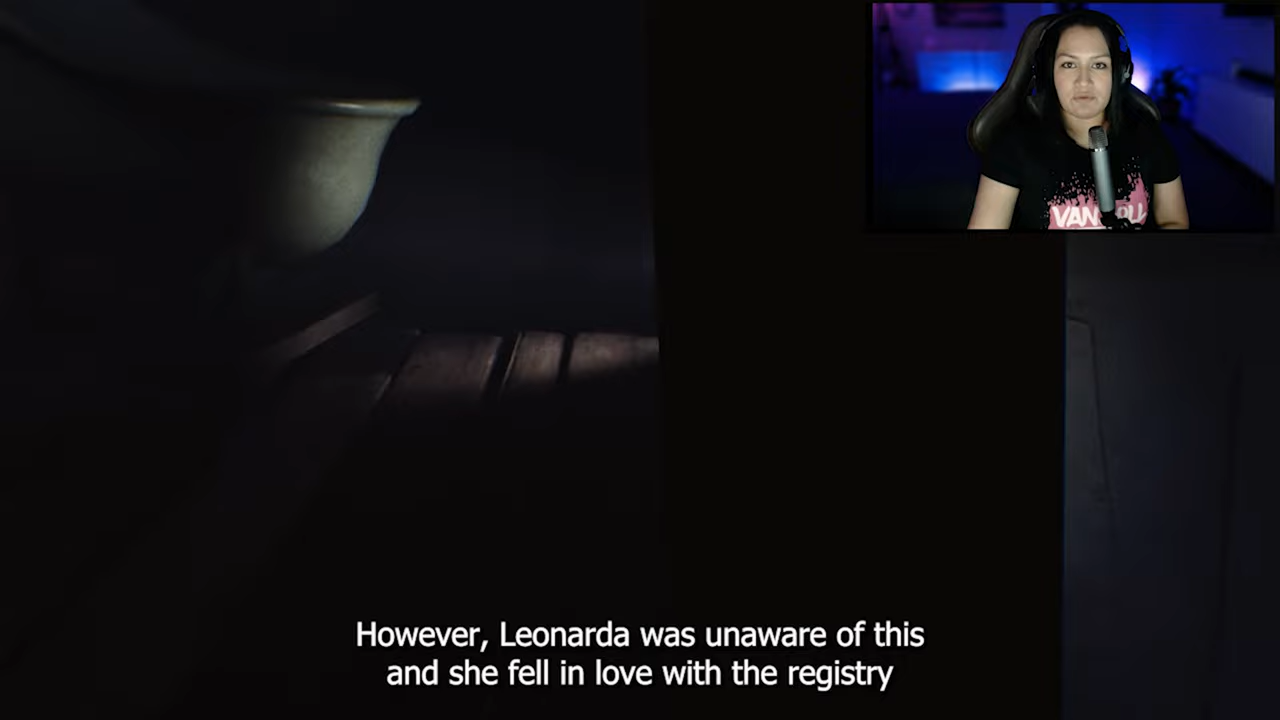 However, Leonarda was unaware of this
and she fell in love with the registry